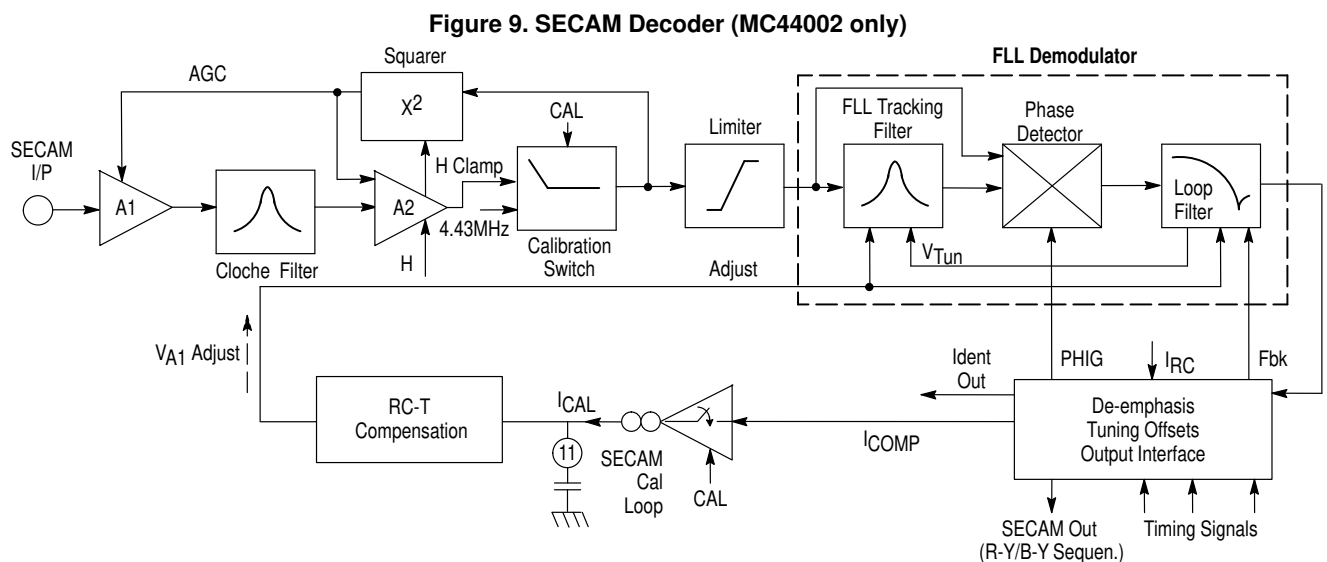 Figure 9. SECAM Decoder (MC44002 only)
Squarer
FLL Demodulator
AGC
X2
CAL
Limiter
FLL Tracking
Filter
Phase
Detector
SECAM
I/P
H Clamp
A1
A2
Loop
Filter
4.43MHz
Cloche Filter
H
Calibration
Switch
Adjust
VTun
VA1 Adjust
Ident
Out
PHIG
IRC
Fbk
RC-T
Compensation
ICAL
11
SECAM
Cal
Loop
CAL
ICOMP
De-emphasis
Tuning Offsets
Output Interface
SECAM Out
(R-Y/B-Y Sequen.)
Timing Signals